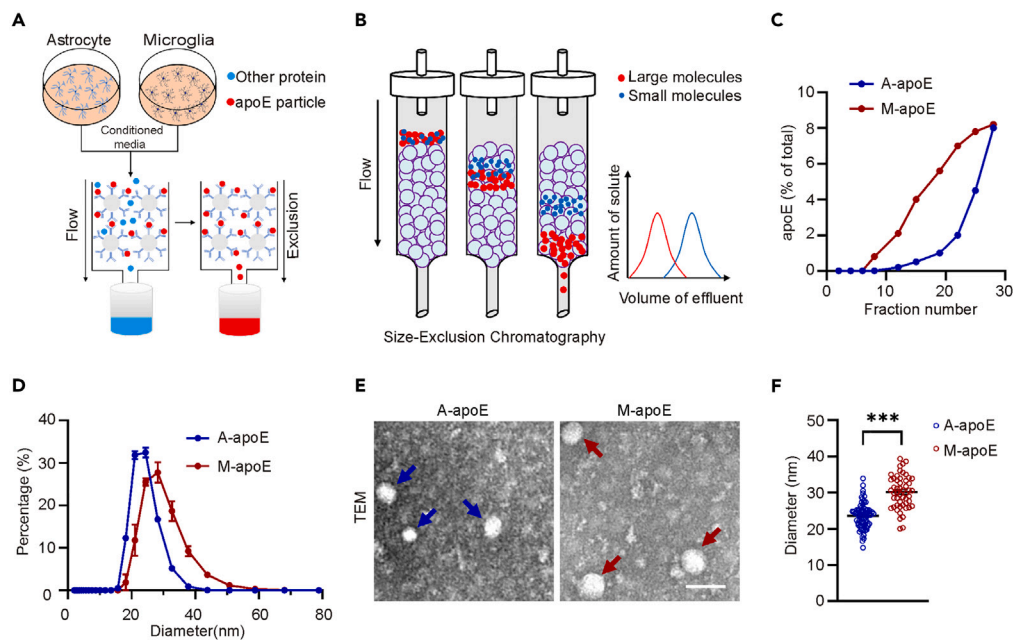 A
Astrocyte
Microglia
Other protein
apoE particle
Conditioned
media
Flow
Exclusion
B
Large molecules
Small molecules
Flow
Amount of solute
Volume of effluent
Size-Exclusion Chromatography
C
A-apoE
M-apoE
apoE (% of total)
10
8
6
4
2
0
0
10
20
30
Fraction number
D
A-apoE
M-apoE
Percentage (%)
40
30
20
10
0
0
20
40
60
80
Diameter(nm)
E
A-apoE
M-apoE
TEM
F
***
A-apoE
M-apoE
Diameter (nm)
50
40
30
20
10
0